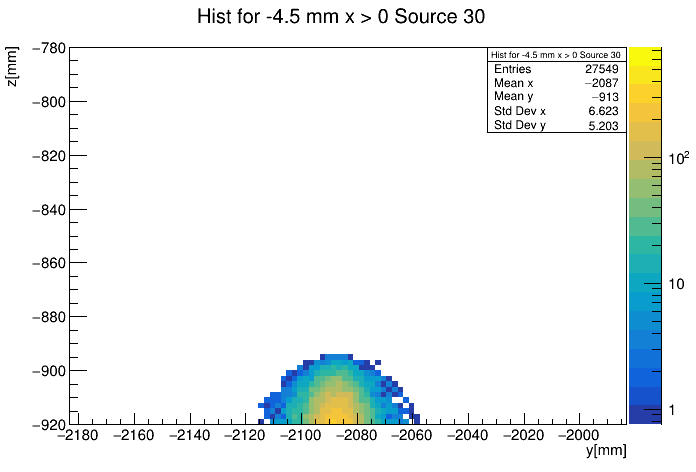 Hist for -4.5 mm x > 0 Source 30
z[mm]
−780
−800
−820
−840
−860
−880
−900
−920
Hist for -4.5 mm x > 0 Source 30
Entries 27549
Mean x −2087
Mean y −913
Std Dev x 6.623
Std Dev y 5.203
10²
10
1
−2180 −2160 −2140 −2120 −2100 −2080 −2060 −2040 −2020 −2000
y[mm]